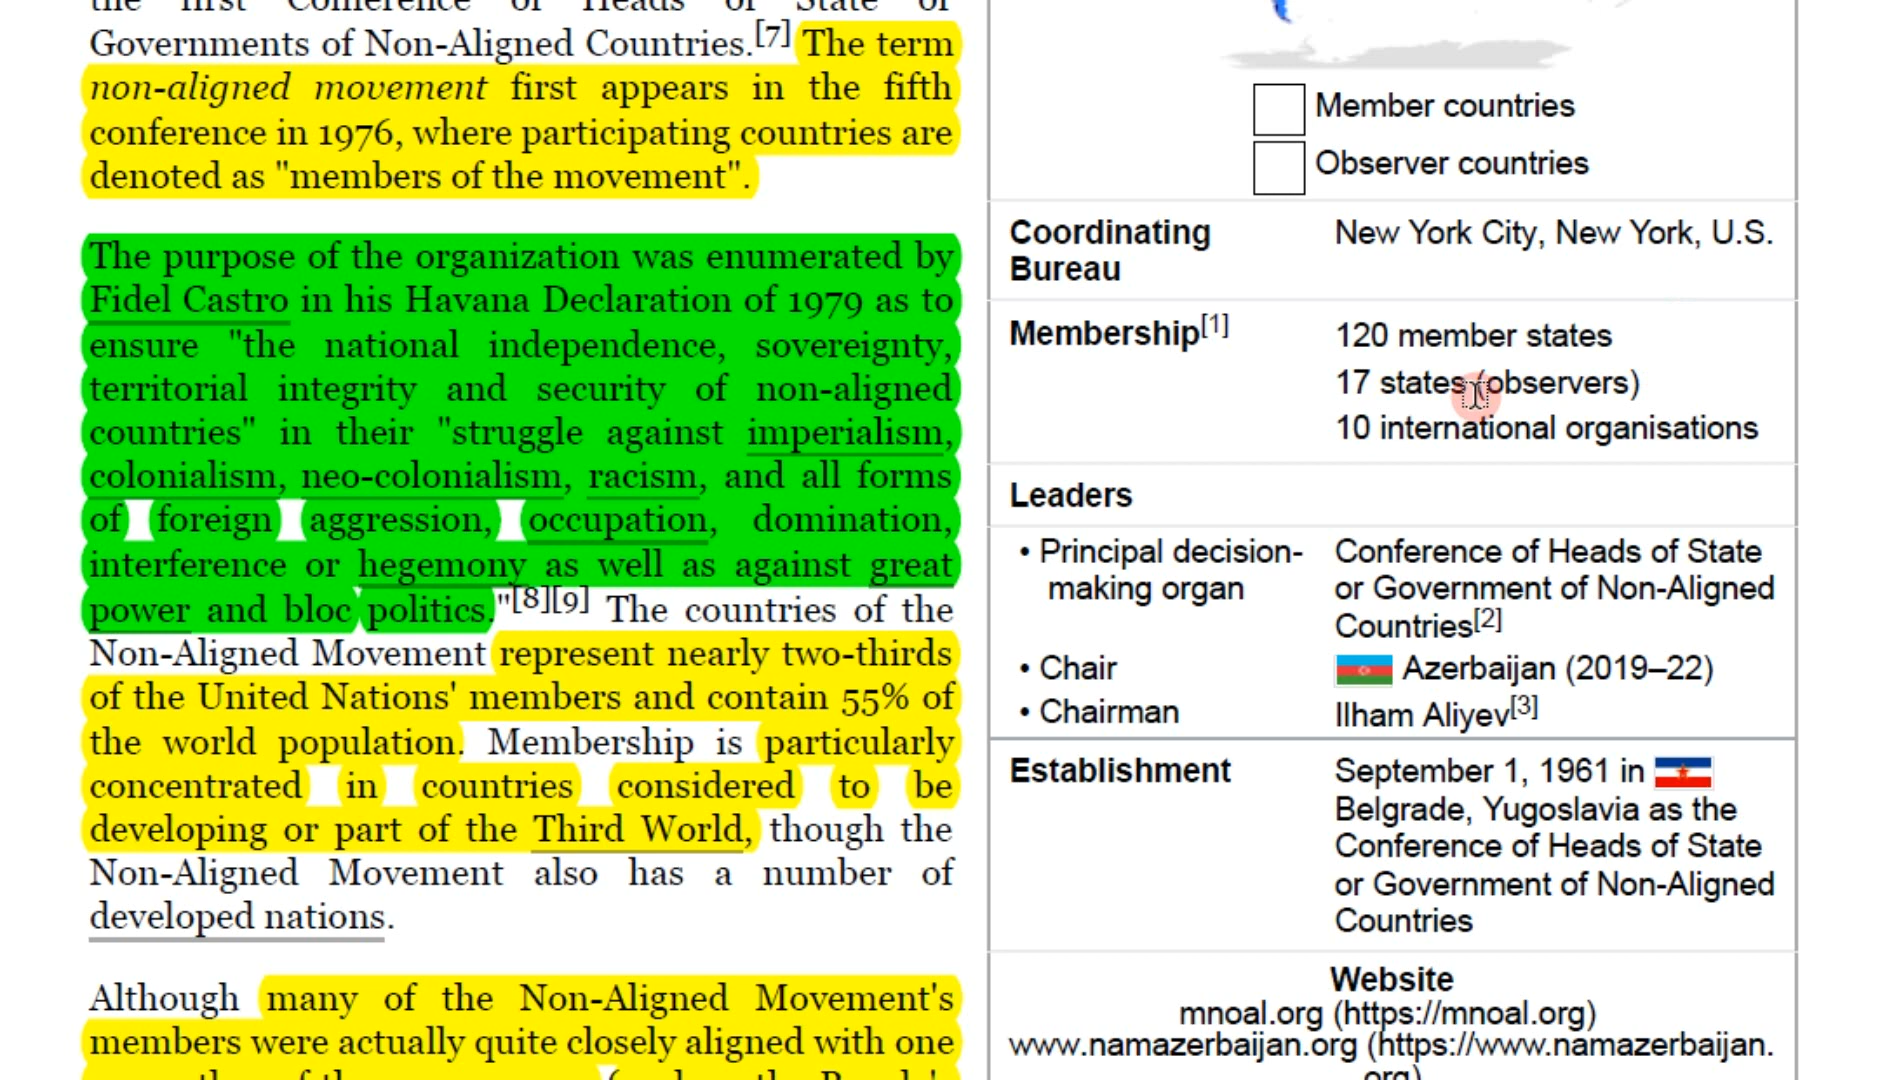 the first Conference of Heads of State or
Governments of Non-Aligned Countries.[7] The term
non-aligned movement first appears in the fifth
conference in 1976, where participating countries are
denoted as "members of the movement".
The purpose of the organization was enumerated by
Fidel Castro in his Havana Declaration of 1979 as to
ensure "the national independence, sovereignty,
territorial integrity and security of non-aligned
countries" in their "struggle against imperialism,
colonialism, neo-colonialism, racism, and all forms
of foreign aggression, occupation, domination,
interference or hegemony as well as against great
power and bloc politics."[8][9] The countries of the
Non-Aligned Movement represent nearly two-thirds
of the United Nations' members and contain 55% of
the world population. Membership is particularly
concentrated in countries considered to be
developing or part of the Third World, though the
Non-Aligned Movement also has a number of
developed nations.
Although many of the Non-Aligned Movement's
members were actually quite closely aligned with one
Member countries
Observer countries
Coordinating
Bureau
New York City, New York, U.S.
Membership[1]
120 member states
17 states (observers)
10 international organisations
Leaders
• Principal decision-
making organ
Conference of Heads of State
or Government of Non-Aligned
Countries[2]
• Chair
Azerbaijan (2019–22)
• Chairman
Ilham Aliyev[3]
Establishment
September 1, 1961 in
Belgrade, Yugoslavia as the
Conference of Heads of State
or Government of Non-Aligned
Countries
Website
mnoal.org (https://mnoal.org)
www.namazerbaijan.org (https://www.namazerbaijan.
org)